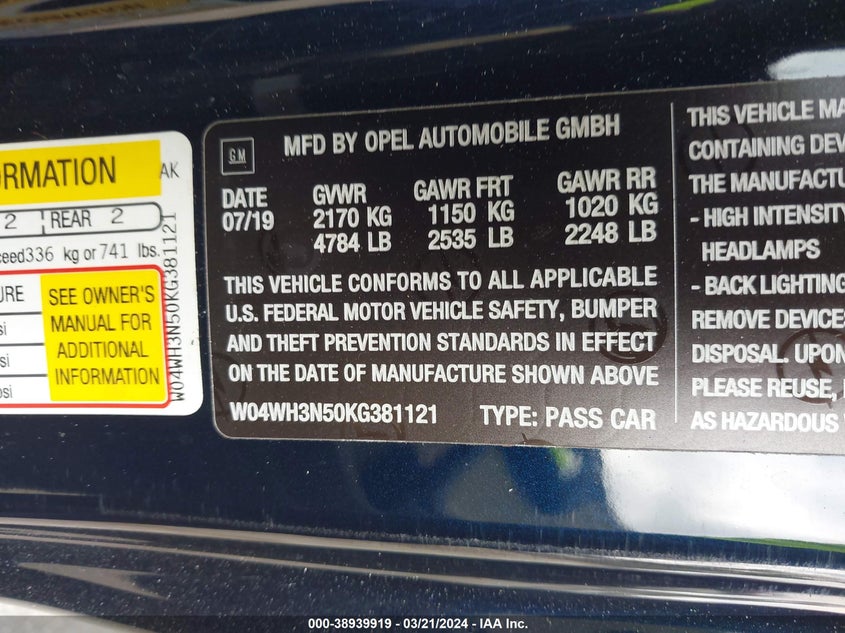 ORMATION
AK
2 REAR 2
ceed 336 kg or 741 lbs.
URE
SEE OWNER'S
MANUAL FOR
ADDITIONAL
INFORMATION
W04WH3N50KG381121
GM
MFD BY OPEL AUTOMOBILE GMBH
DATE GVWR GAWR FRT GAWR RR
07/19 2170 KG 1150 KG 1020 KG
4784 LB 2535 LB 2248 LB
THIS VEHICLE CONFORMS TO ALL APPLICABLE
U.S. FEDERAL MOTOR VEHICLE SAFETY, BUMPER
AND THEFT PREVENTION STANDARDS IN EFFECT
ON THE DATE OF MANUFACTURE SHOWN ABOVE
W04WH3N50KG381121 TYPE: PASS CAR
THIS VEHICLE MA
CONTAINING DEV
THE MANUFACTU
- HIGH INTENSITY
HEADLAMPS
- BACK LIGHTING
REMOVE DEVICE
DISPOSAL. UPON
PLEASE REUSE,
AS HAZARDOUS
000-38939919 - 03/21/2024 - IAA Inc.